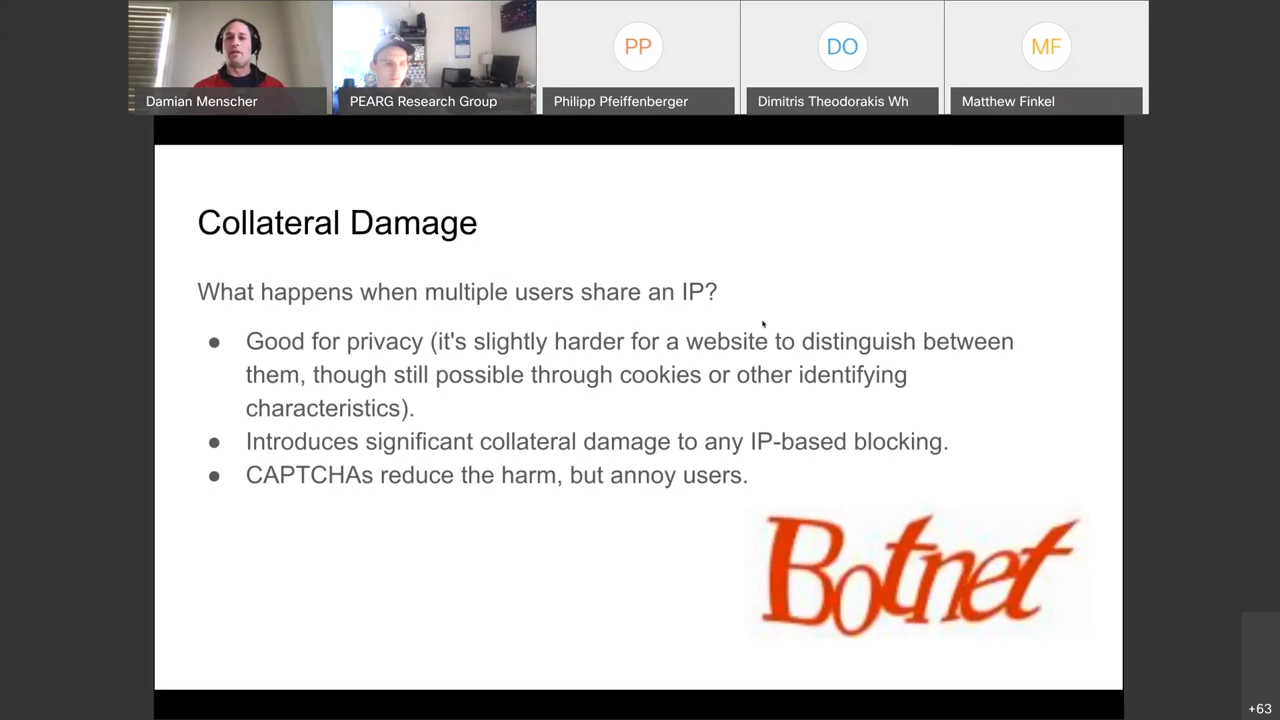 PP
DO
MF
Damian Menscher
PEARG Research Group
Philipp Pfeiffenberger
Dimitris Theodorakis Wh
Matthew Finkel
Collateral Damage
What happens when multiple users share an IP?
● Good for privacy (it's slightly harder for a website to distinguish between
them, though still possible through cookies or other identifying
characteristics).
● Introduces significant collateral damage to any IP-based blocking.
● CAPTCHAs reduce the harm, but annoy users.
Botnet
+63